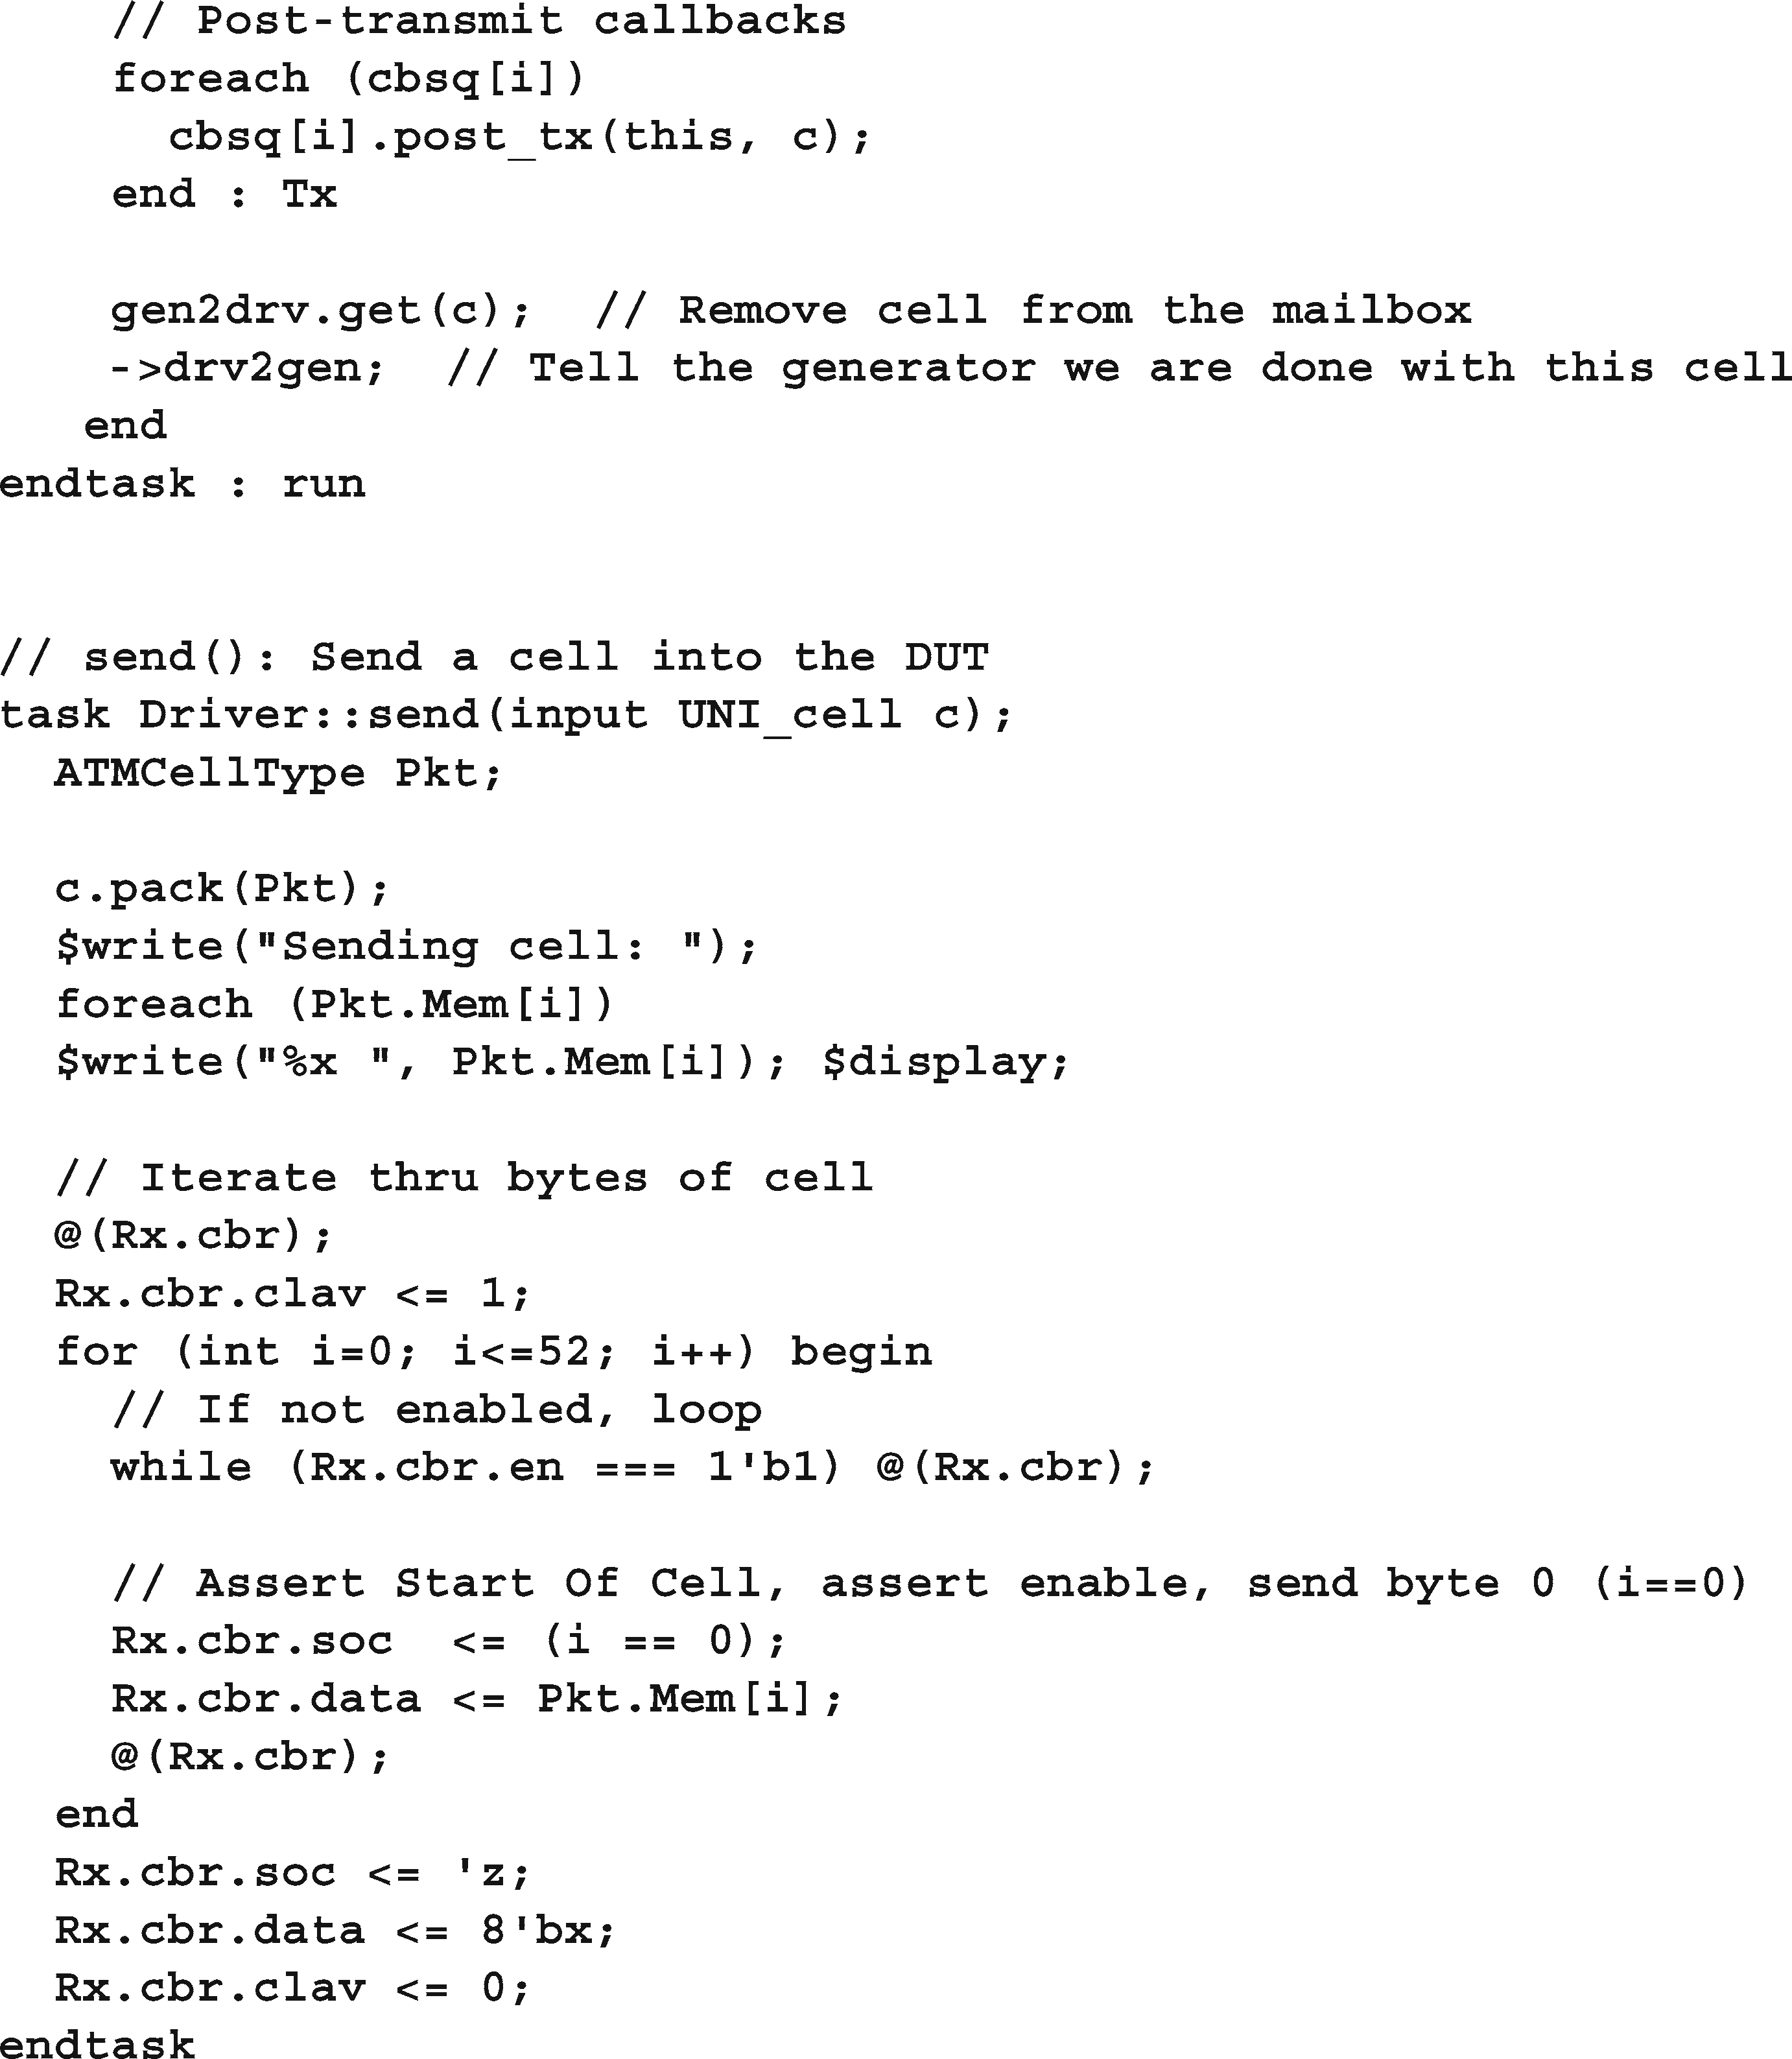 // Post-transmit callbacks
foreach (cbsq[i])
cbsq[i].post_tx(this, c);
end : Tx
gen2drv.get(c);  // Remove cell from the mailbox
->drv2gen;  // Tell the generator we are done with this cell
end
endtask : run
// send(): Send a cell into the DUT
task Driver::send(input UNI_cell c);
ATMCellType Pkt;
c.pack(Pkt);
$write("Sending cell: ");
foreach (Pkt.Mem[i])
$write("%x ", Pkt.Mem[i]); $display;
// Iterate thru bytes of cell
@(Rx.cbr);
Rx.cbr.clav <= 1;
for (int i=0; i<=52; i++) begin
// If not enabled, loop
while (Rx.cbr.en === 1'b1) @(Rx.cbr);
// Assert Start Of Cell, assert enable, send byte 0 (i==0)
Rx.cbr.soc  <= (i == 0);
Rx.cbr.data <= Pkt.Mem[i];
@(Rx.cbr);
end
Rx.cbr.soc <= 'z;
Rx.cbr.data <= 8'bx;
Rx.cbr.clav <= 0;
endtask